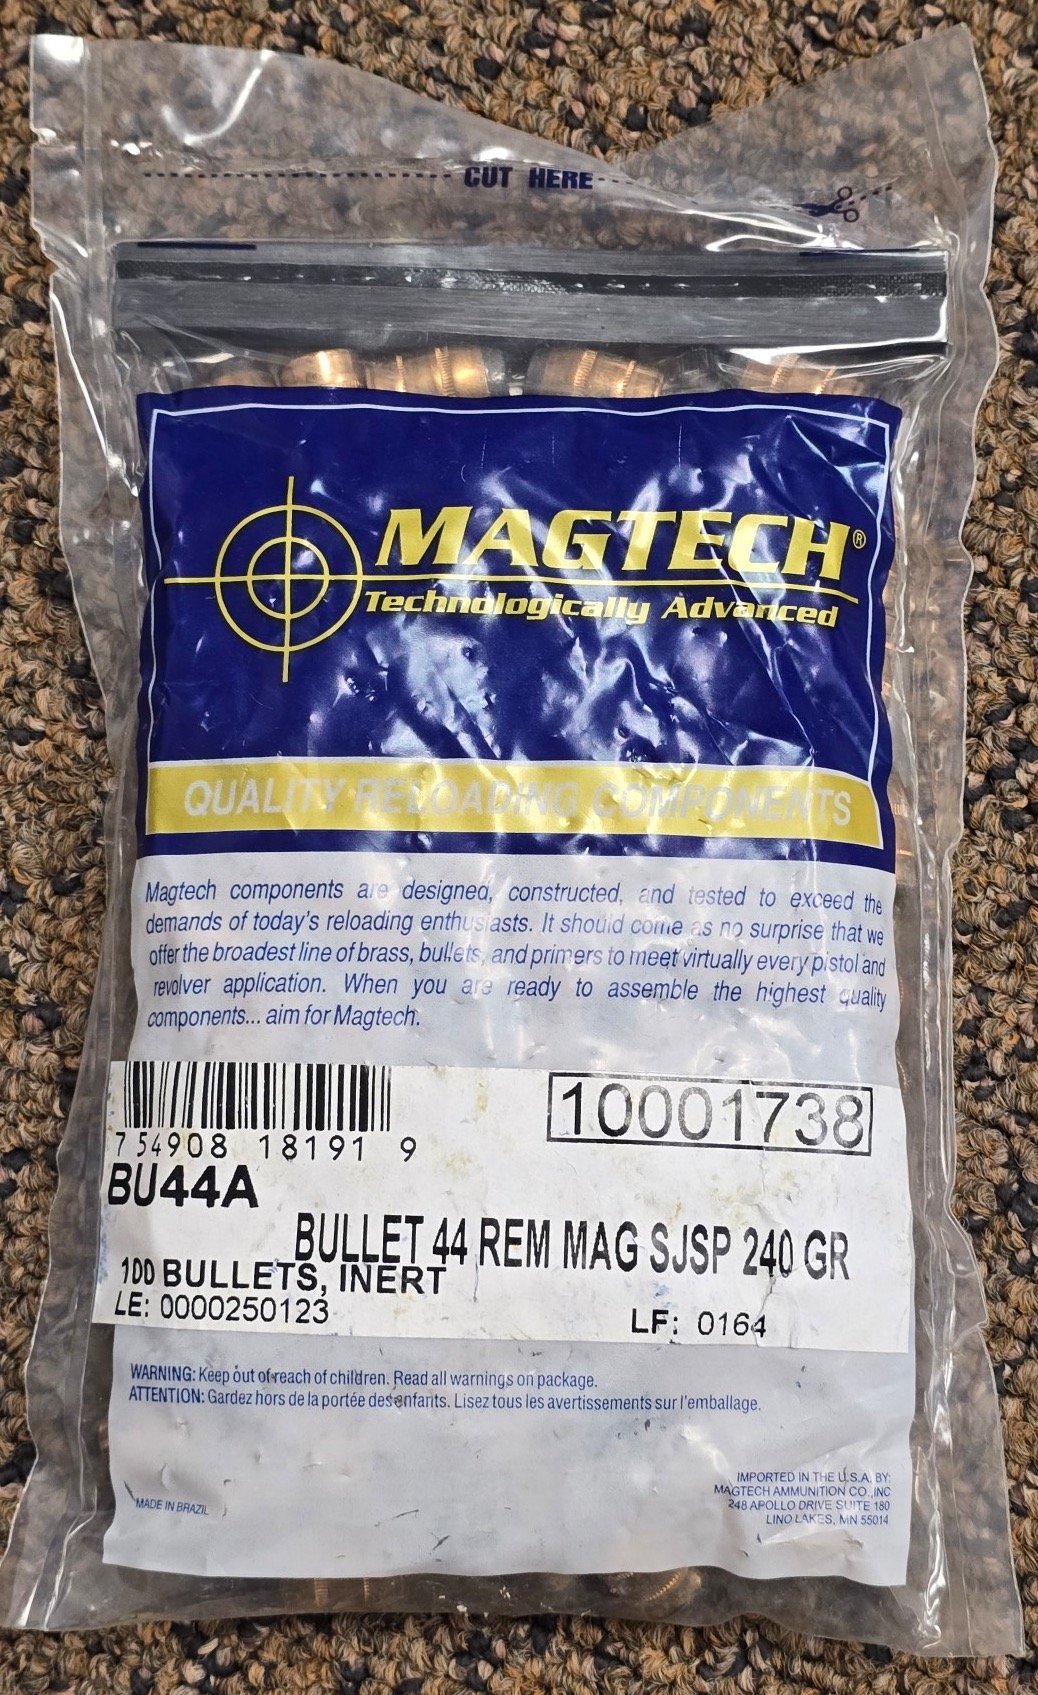 CUT HERE
MAGTECH®
Technologically Advanced
QUALITY RELOADING COMPONENTS
Magtech components are designed, constructed, and tested to exceed the
demands of today's reloading enthusiasts. It should come as no surprise that we
offer the broadest line of brass, bullets, and primers to meet virtually every pistol and
revolver application. When you are ready to assemble the highest quality
components... aim for Magtech.
10001738
7 54908 18191 9
BU44A
BULLET 44 REM MAG SJSP 240 GR
100 BULLETS, INERT
LE: 0000250123
LF: 0164
WARNING: Keep out of reach of children. Read all warnings on package.
ATTENTION: Gardez hors de la portée des enfants. Lisez tous les avertissements sur l'emballage.
MADE IN BRAZIL
IMPORTED IN THE U.S.A. BY:
MAGTECH AMMUNITION CO.,INC
248 APOLLO DRIVE SUITE 180
LINO LAKES, MN 55014